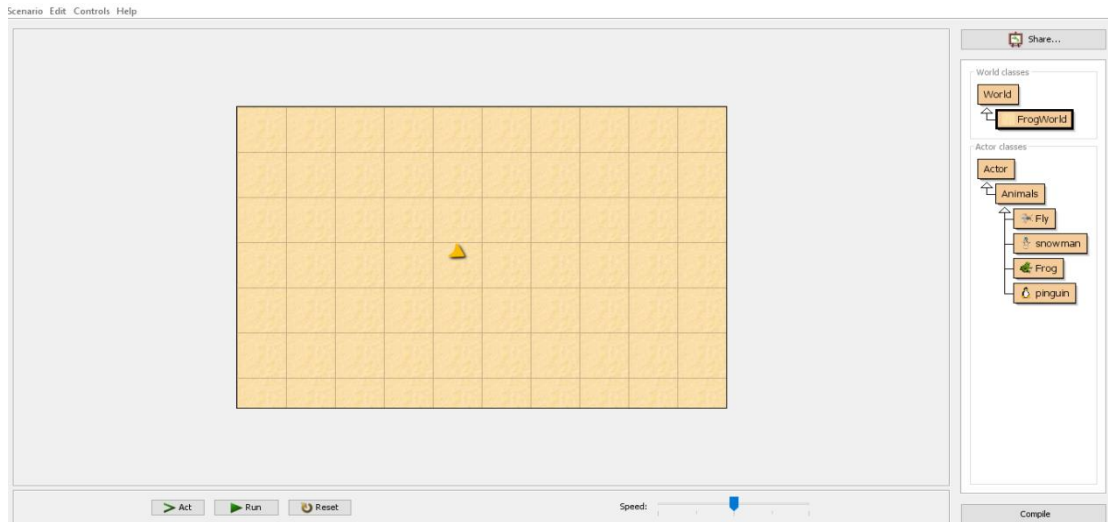 Scenario Edit Controls Help
Share...
World classes
World
FrogWorld
Actor classes
Actor
Animals
Fly
snowman
Frog
pinguin
Act Run Reset Speed:
Compile